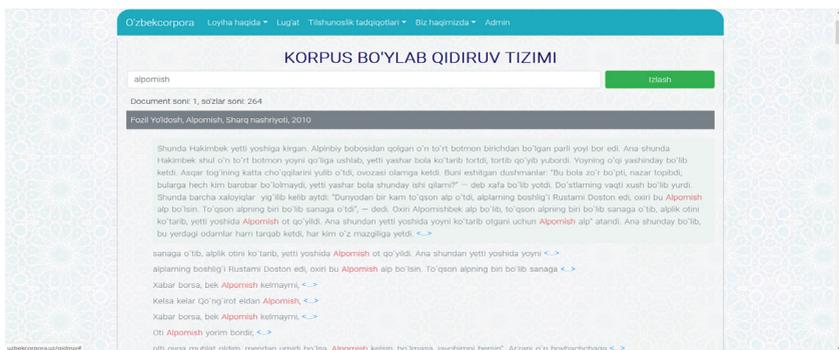 O'zbekcorpora Loyiha haqida Lug'at Tilshunoslik tadqiqotlari Biz haqimizda Admin
KORPUS BO'YLAB QIDIRUV TIZIMI
alpomish Izlash
Document soni: 1, so'zlar soni: 264
Fozil Yo'ldosh, Alpomish, Sharq nashriyoti, 2010
Shunda Hakimbek yetti yoshiga kirgan. Alpinbiy bobosidan qolgan o`n to`rt botmon birichdan bo`lgan parli yoyi bor edi. Ana shunda
Hakimbek shul o`n to`rt botmon yoyni qo`liga ushlab, yetti yashar bola ko`tarib tortdi, tortib qo`yib yubordi. Yoyning o`qi yashinday bo`lib
ketdi. Asqar tog`ining katta cho`qqilarini yulib o`tdi, ovozasi olamga ketdi. Buni eshitgan dushmanlar: "Bu bola zo`r bo`pti, nazar topibdi,
bularga hech kim barobar bo`lolmaydi, yetti yashar bola shunday ishi qilami?" — deb xafa bo`lib yotdi. Do`stlarning vaqti xush bo`lib yurdi.
Shunda barcha xaloyiqlar yig`ilib kelib aytdi: "Dunyodan bir kam to`qson alp o`tdi, alplarning boshlig`i Rustami Doston edi, oxiri bu Alpomish
alp bo`lsin. To`qson alpning biri bo`lib sanaga o`tdi", — dedi. Oxiri Alpomishbek alp bo`lib, to`qson alpning biri bo`lib sanaga o`tdi, alplik otini
ko`tarib, yetti yoshida Alpomish ot qo`yildi. Ana shundan yetti yoshida yoyni ko`tarib otgani uchun Alpomish alp" atandi. Ana shunday bo`lib,
bu yerdagi odamlar ham tarqab ketdi, har kim o`z mazgiliga yetdi. <...>
sanaga o`tib, alplik otini ko`tarib, yetti yoshida Alpomish ot qo`yildi. Ana shundan yetti yoshida yoyni <...>
alplarning boshlig`i Rustami Doston edi, oxiri bu Alpomish alp bo`lsin. To`qson alpning biri bo`lib sanaga <...>
Xabar borsa, bek Alpomish kelmaymi, <...>
Kelsa kelar Qo`ng`irot eldan Alpomish, <...>
Xabar borsa, bek Alpomish kelmaymi, <...>
Oti Alpomish yorim bordir, <...>